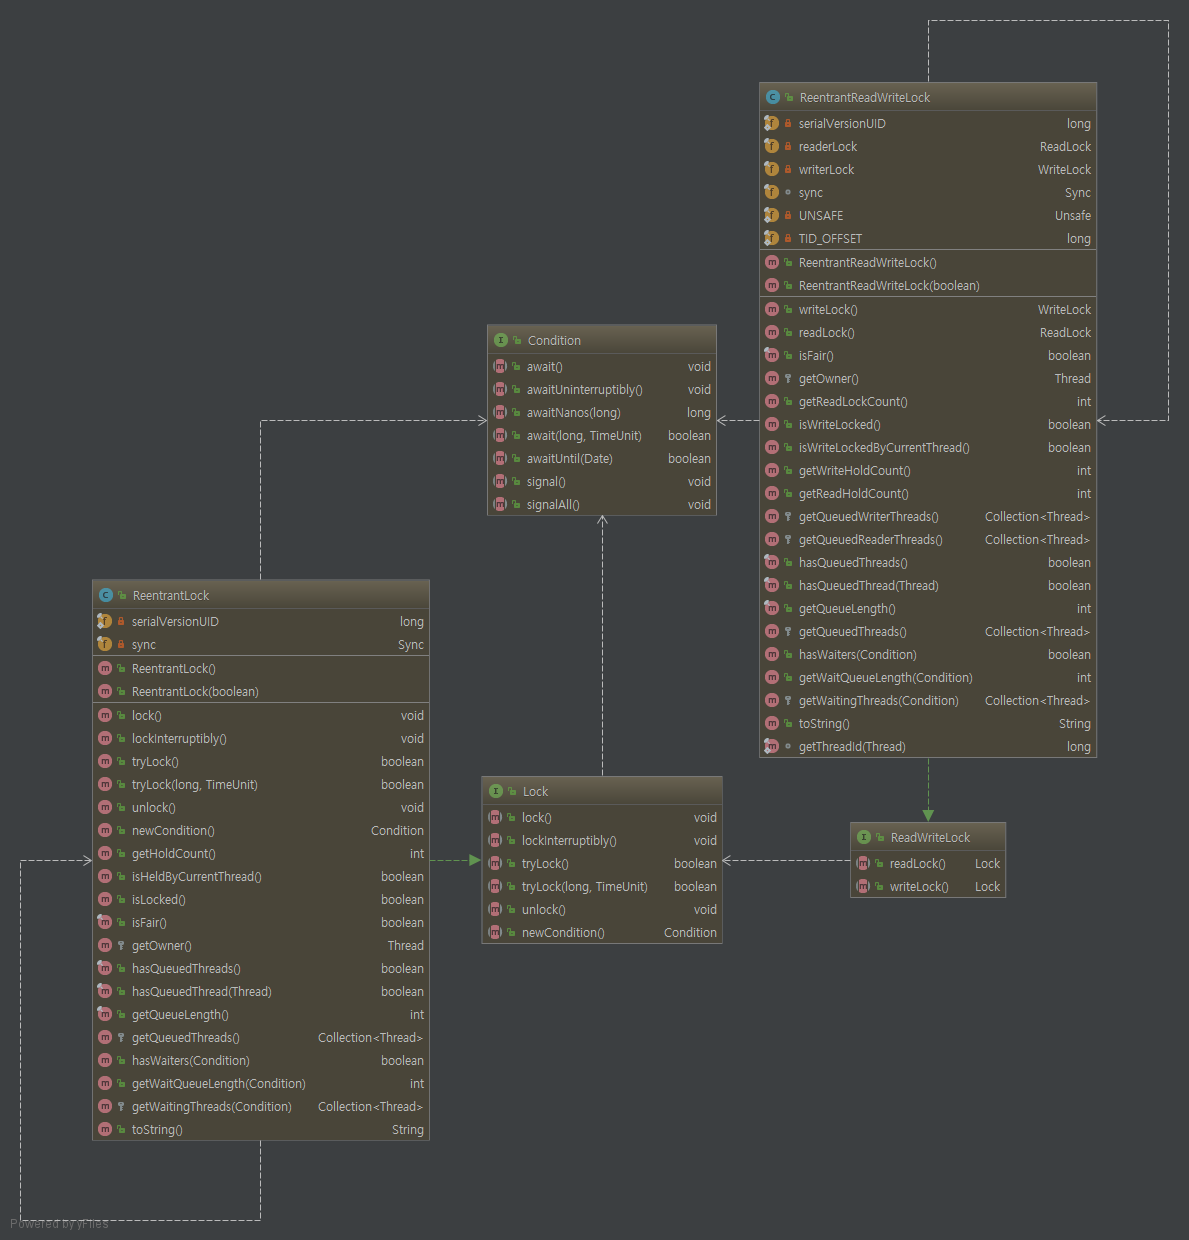 ReentrantReadWriteLock
serialVersionUID long
readerLock ReadLock
writerLock WriteLock
sync Sync
UNSAFE Unsafe
TID_OFFSET long
ReentrantReadWriteLock()
ReentrantReadWriteLock(boolean)
writeLock() WriteLock
readLock() ReadLock
isFair() boolean
getOwner() Thread
getReadLockCount() int
isWriteLocked() boolean
isWriteLockedByCurrentThread() boolean
getWriteHoldCount() int
getReadHoldCount() int
getQueuedWriterThreads() Collection<Thread>
getQueuedReaderThreads() Collection<Thread>
hasQueuedThreads() boolean
hasQueuedThread(Thread) boolean
getQueueLength() int
getQueuedThreads() Collection<Thread>
hasWaiters(Condition) boolean
getWaitQueueLength(Condition) int
getWaitingThreads(Condition) Collection<Thread>
toString() String
getThreadId(Thread) long
Condition
await() void
awaitUninterruptibly() void
awaitNanos(long) long
await(long, TimeUnit) boolean
awaitUntil(Date) boolean
signal() void
signalAll() void
ReentrantLock
serialVersionUID long
sync Sync
ReentrantLock()
ReentrantLock(boolean)
lock() void
lockInterruptibly() void
tryLock() boolean
tryLock(long, TimeUnit) boolean
unlock() void
newCondition() Condition
getHoldCount() int
isHeldByCurrentThread() boolean
isLocked() boolean
isFair() boolean
getOwner() Thread
hasQueuedThreads() boolean
hasQueuedThread(Thread) boolean
getQueueLength() int
getQueuedThreads() Collection<Thread>
hasWaiters(Condition) boolean
getWaitQueueLength(Condition) int
getWaitingThreads(Condition) Collection<Thread>
toString() String
Lock
lock() void
lockInterruptibly() void
tryLock() boolean
tryLock(long, TimeUnit) boolean
unlock() void
newCondition() Condition
ReadWriteLock
readLock() Lock
writeLock() Lock
Powered by yFiles